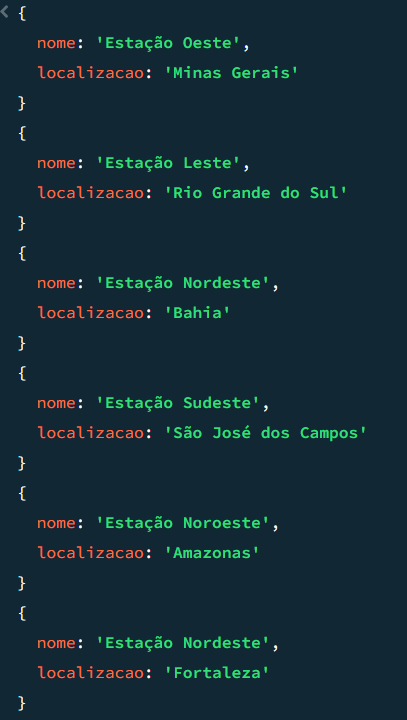 {
nome: 'Estação Oeste',
localizacao: 'Minas Gerais'
}
{
nome: 'Estação Leste',
localizacao: 'Rio Grande do Sul'
}
{
nome: 'Estação Nordeste',
localizacao: 'Bahia'
}
{
nome: 'Estação Sudeste',
localizacao: 'São José dos Campos'
}
{
nome: 'Estação Noroeste',
localizacao: 'Amazonas'
}
{
nome: 'Estação Nordeste',
localizacao: 'Fortaleza'
}